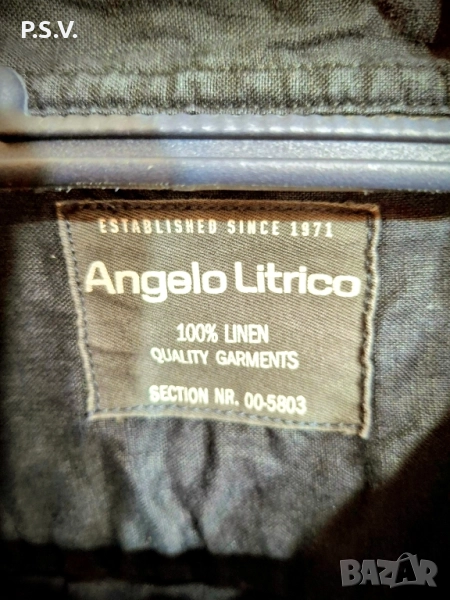 P.S.V.
ESTABLISHED SINCE 1971
Angelo Litrico
100% LINEN
QUALITY GARMENTS
SECTION NR. 00-5803
BAZAR